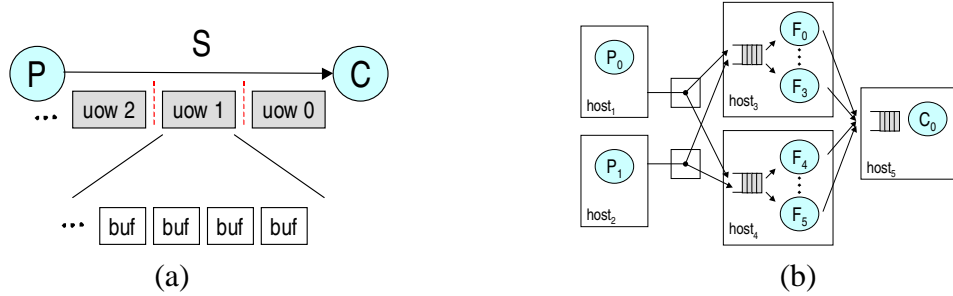 S
P
C
... uow 2 uow 1 uow 0
... buf buf buf buf
(a)
P0
host1
P1
host2
F0
F3
host3
F4
F5
host4
C0
host5
(b)